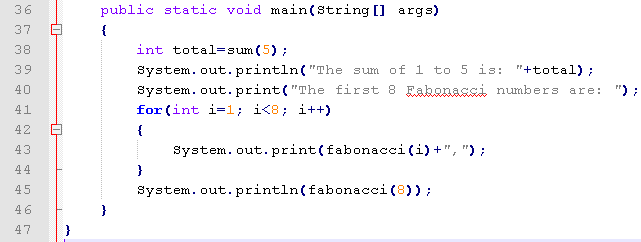 36 public static void main(String[] args)
37 {
38 int total=sum(5);
39 System.out.println("The sum of 1 to 5 is: "+total);
40 System.out.print("The first 8 Fabonacci numbers are: ");
41 for(int i=1; i<8; i++)
42 {
43 System.out.print(fabonacci(i)+",");
44 }
45 System.out.println(fabonacci(8));
46 }
47 }